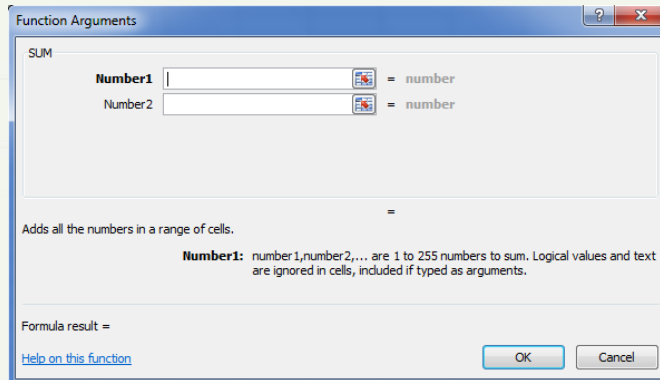 Function Arguments
SUM
Number1 = number
Number2 = number
=
Adds all the numbers in a range of cells.
Number1: number1,number2,... are 1 to 255 numbers to sum. Logical values and text
are ignored in cells, included if typed as arguments.
Formula result =
Help on this function
OK Cancel